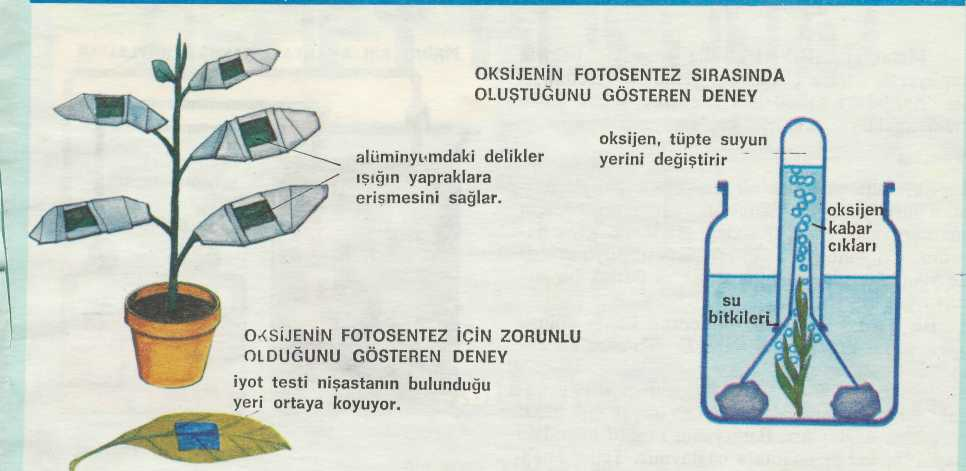 OKSİJENİN FOTOSENTEZ SIRASINDA
OLUŞTUĞUNU GÖSTEREN DENEY
oksijen, tüpte suyun
yerini değiştirir
alüminyumdaki delikler
ışığın yapraklara
erişmesini sağlar.
oksijen
kabar
cıkları
su
bitkileri
OKSİJENİN FOTOSENTEZ İÇİN ZORUNLU
OLDUĞUNU GÖSTEREN DENEY
iyot testi nişastanın bulunduğu
yeri ortaya koyuyor.